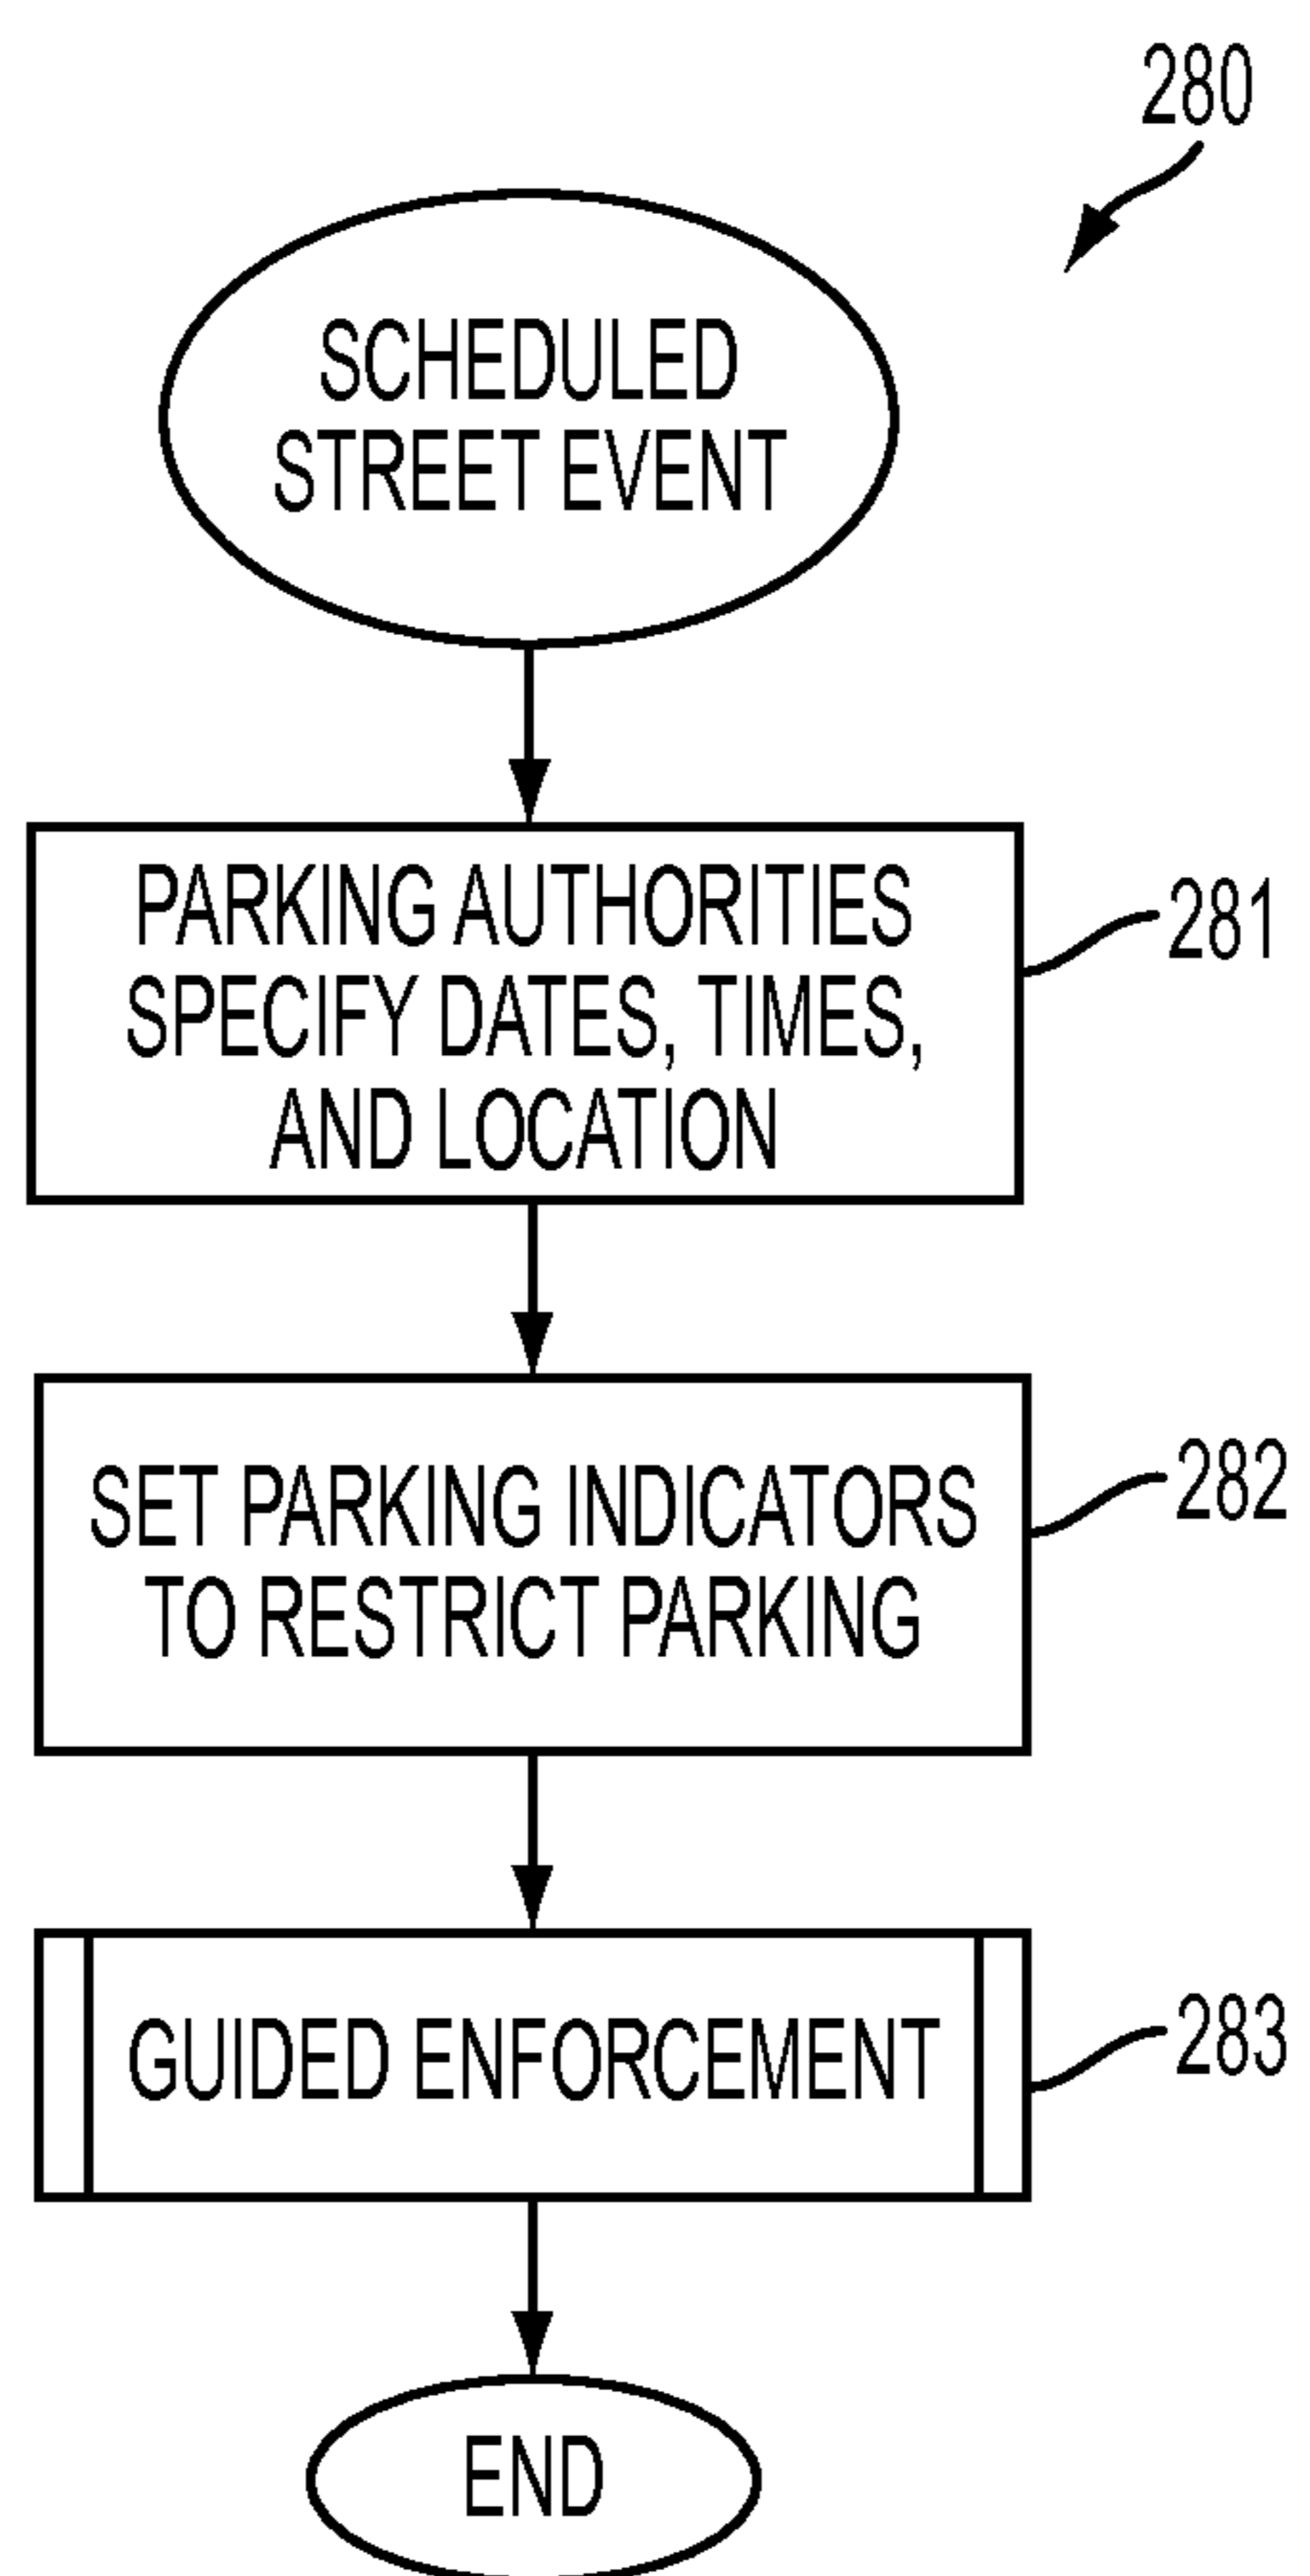 280
SCHEDULED
STREET EVENT
PARKING AUTHORITIES
SPECIFY DATES, TIMES,
AND LOCATION
281
SET PARKING INDICATORS
TO RESTRICT PARKING
282
GUIDED ENFORCEMENT
283
END